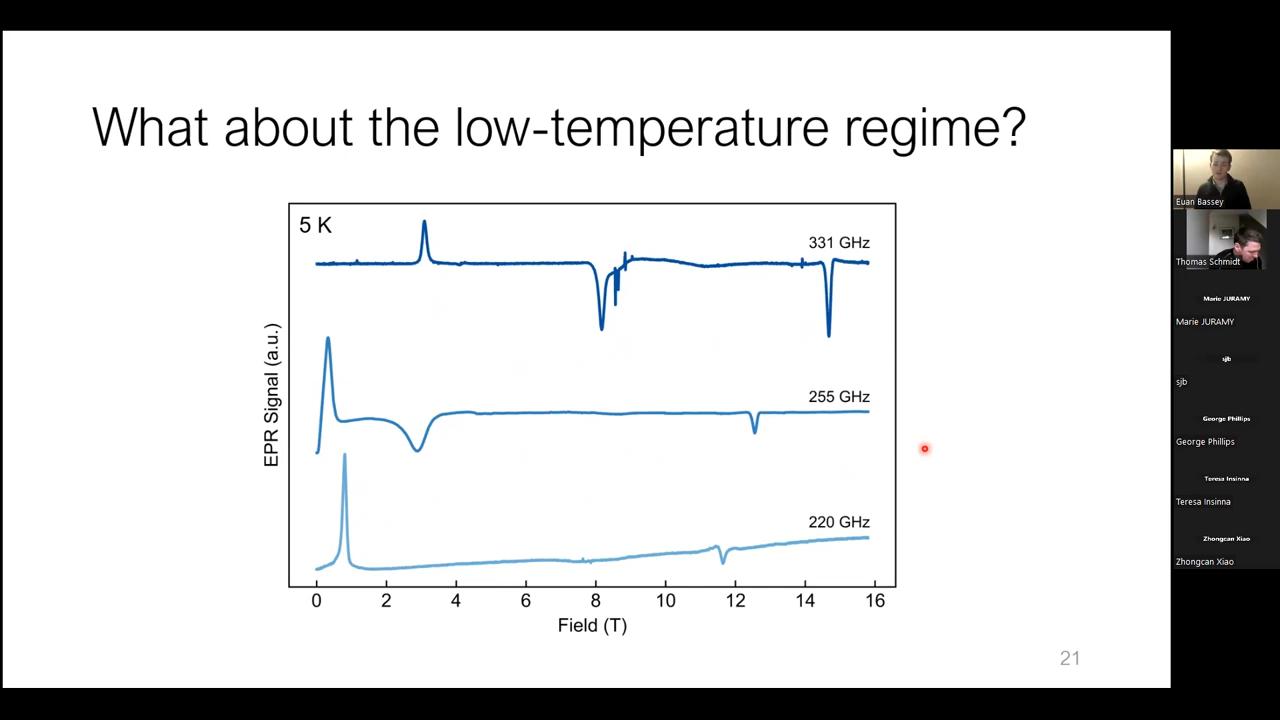 What about the low-temperature regime?
5 K
331 GHz
255 GHz
220 GHz
EPR Signal (a.u.)
0 2 4 6 8 10 12 14 16
Field (T)
21
Euan Bassey
Thomas Schmidt
Marie JURAMY
Marie JURAMY
sjb
sjb
George Phillips
George Phillips
Teresa Insinna
Teresa Insinna
Zhongcan Xiao
Zhongcan Xiao